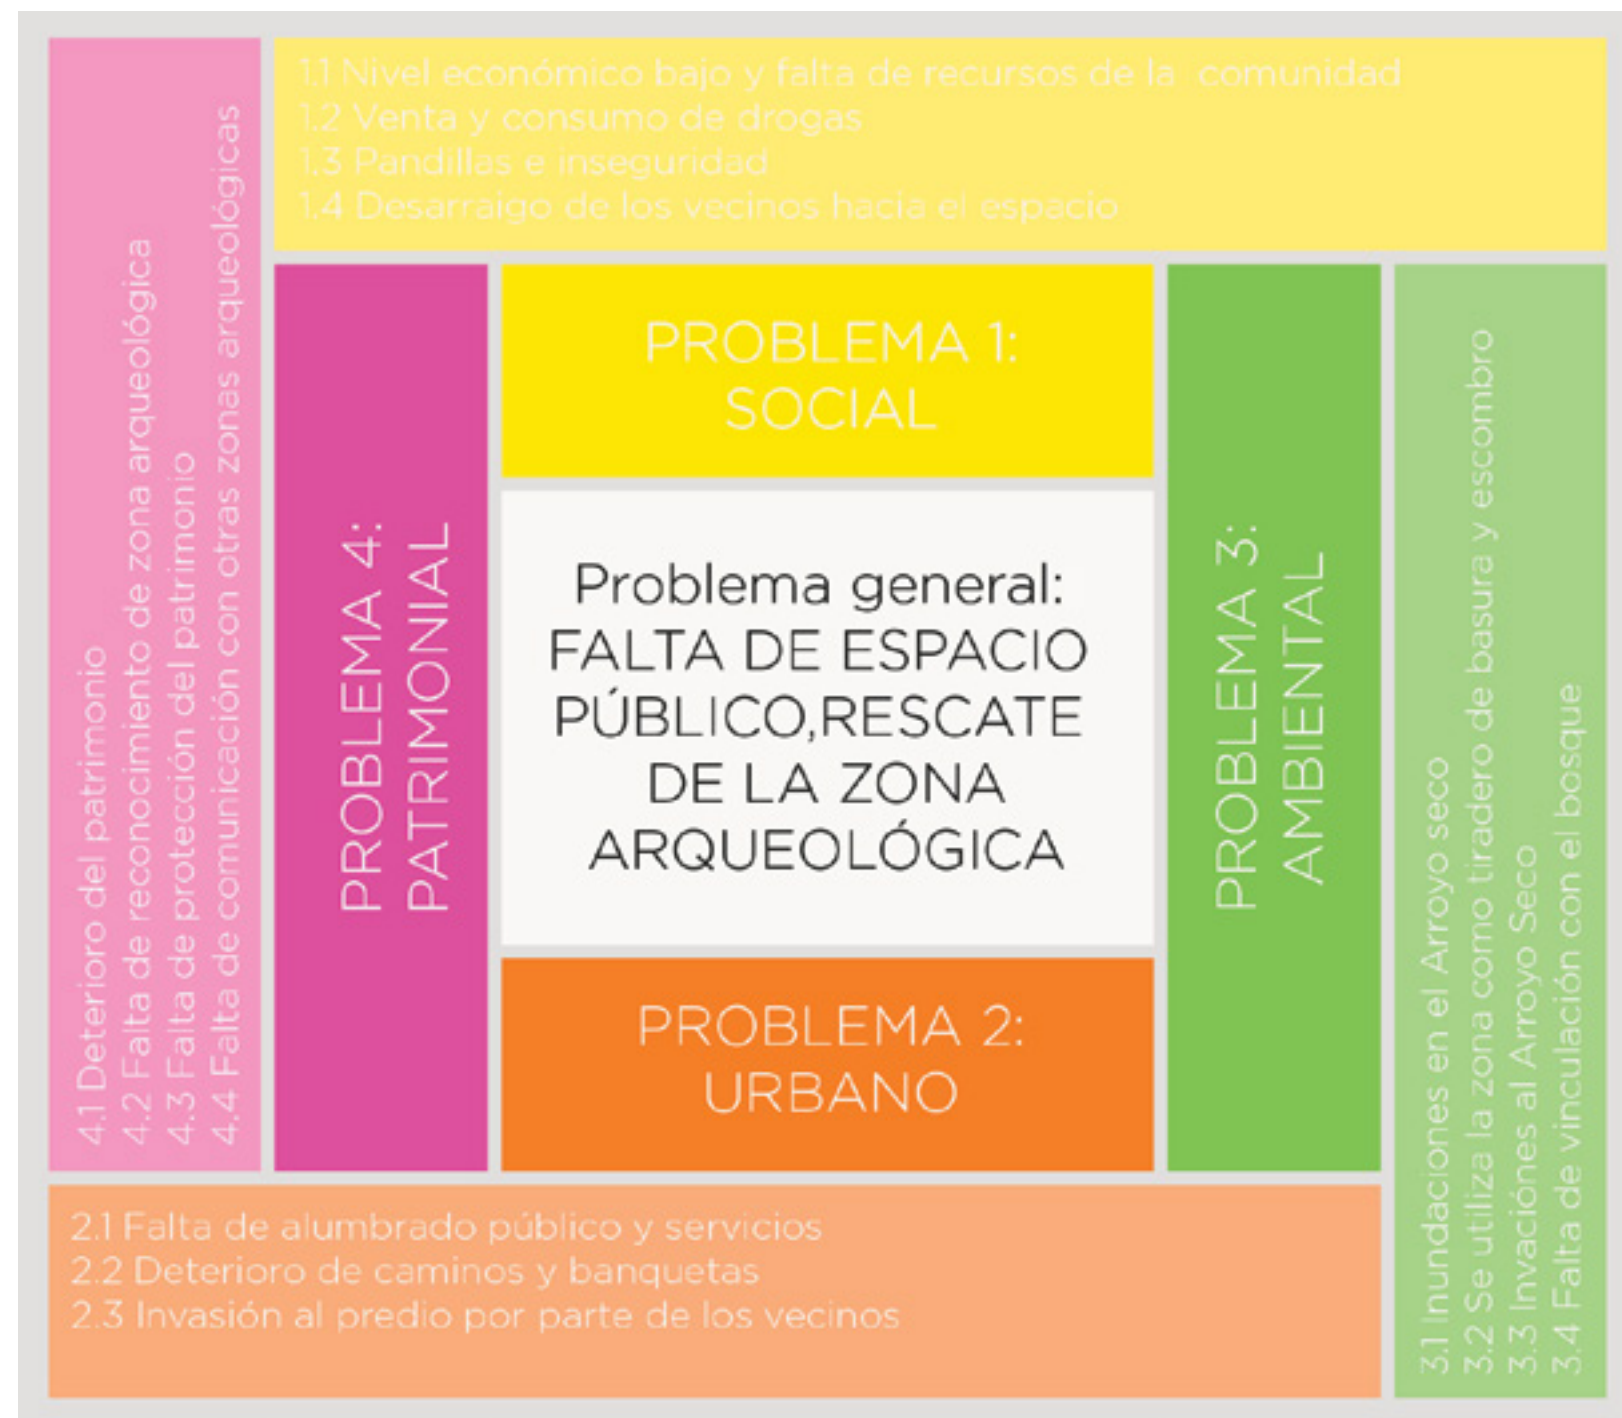 1.1 Nivel económico bajo y falta de recursos de la comunidad
1.2 Venta y consumo de drogas
1.3 Pandillas e inseguridad
1.4 Desarraigo de los vecinos hacia el espacio
PROBLEMA 1:
SOCIAL
Problema general:
FALTA DE ESPACIO
PÚBLICO,RESCATE
DE LA ZONA
ARQUEOLÓGICA
PROBLEMA 2:
URBANO
2.1 Falta de alumbrado público y servicios
2.2 Deterioro de caminos y banquetas
2.3 Invasión al predio por parte de los vecinos
PROBLEMA 3:
AMBIENTAL
3.1 Inundaciones en el Arroyo seco
3.2 Se utiliza la zona como tiradero de basura y escombro
3.3 Invaciónes al Arroyo Seco
3.4 Falta de vinculación con el bosque
PROBLEMA 4:
PATRIMONIAL
4.1 Deterioro del patrimonio
4.2 Falta de reconocimiento de zona arqueológica
4.3 Falta de protección del patrimonio
4.4 Falta de comunicación con otras zonas arqueológicas